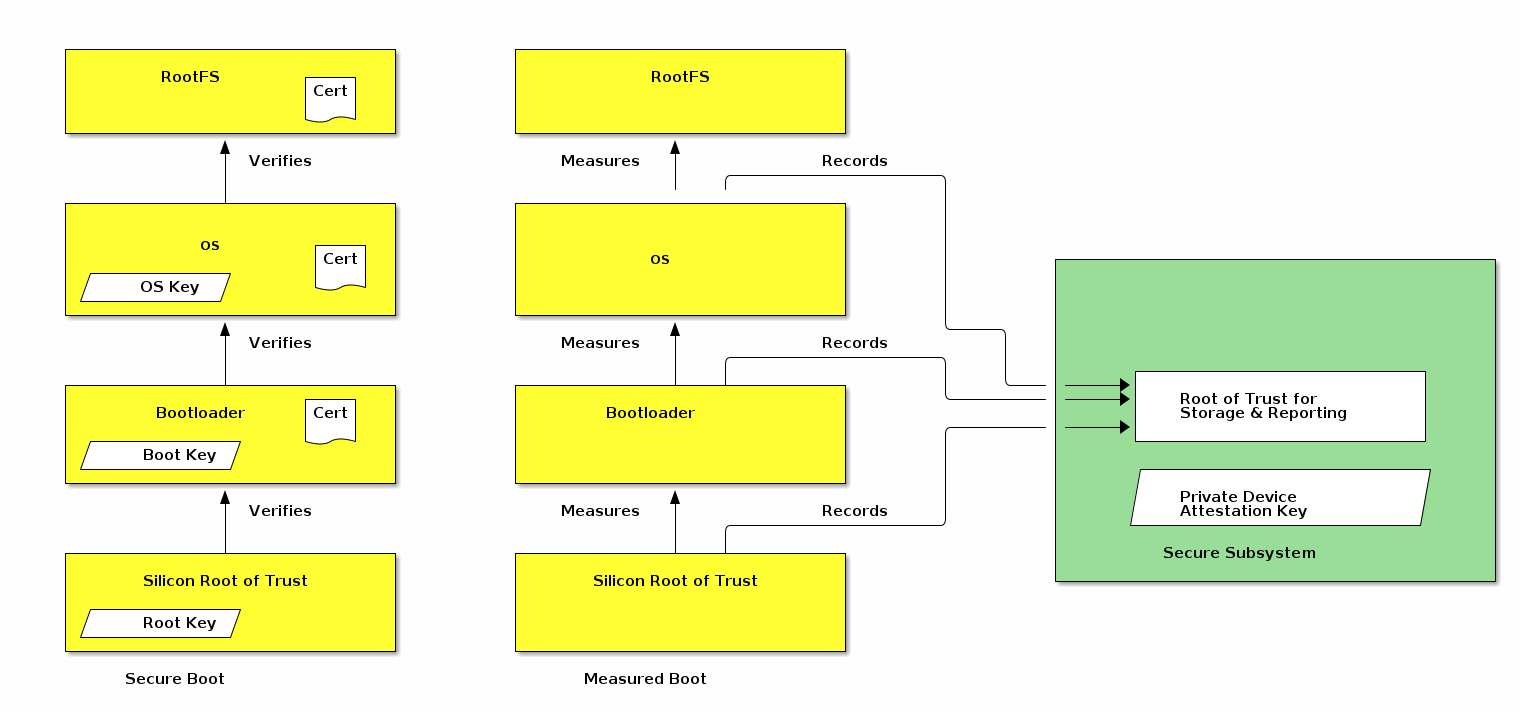 RootFS
Cert
Verifies
OS
Cert
OS Key
Verifies
Bootloader
Cert
Boot Key
Verifies
Silicon Root of Trust
Root Key
Secure Boot
RootFS
Measures
Records
OS
Measures
Records
Bootloader
Measures
Records
Silicon Root of Trust
Measured Boot
Root of Trust for
Storage & Reporting
Private Device
Attestation Key
Secure Subsystem